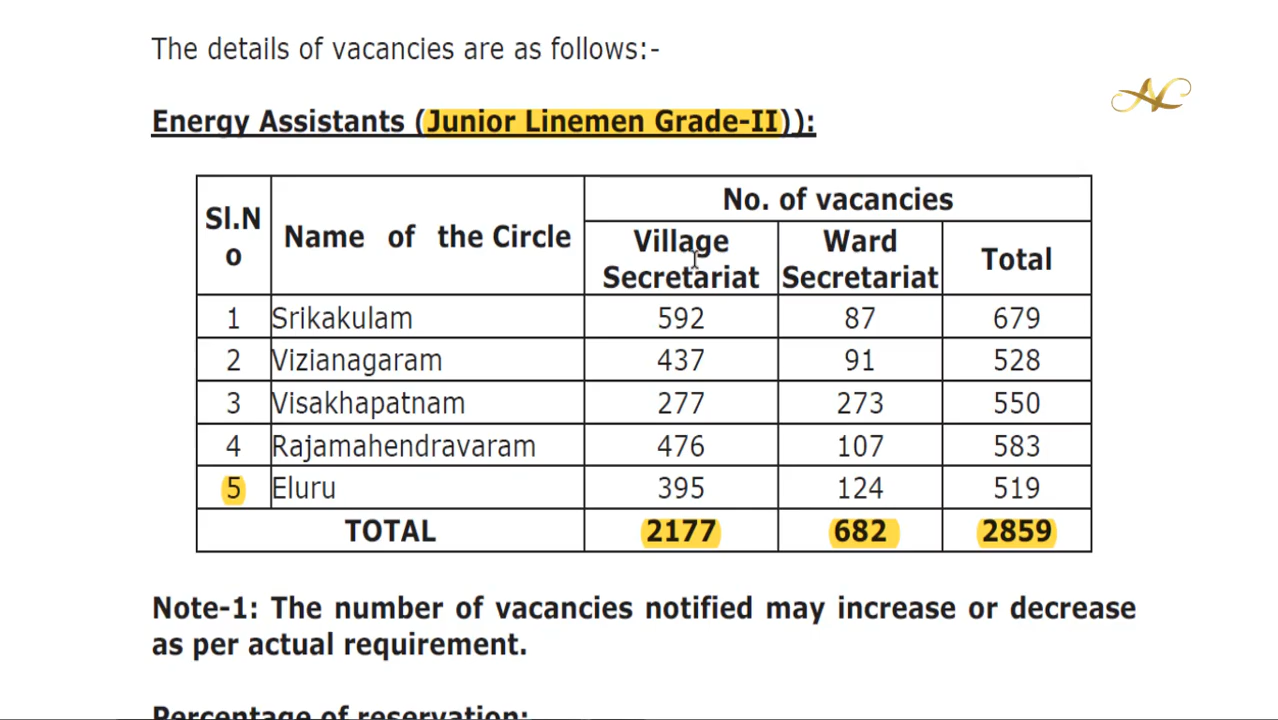 The details of vacancies are as follows:-
Energy Assistants (Junior Linemen Grade-II)):
Sl.N
o
Name of the Circle
No. of vacancies
Village
Secretariat
Ward
Secretariat
Total
1 Srikakulam 592 87 679
2 Vizianagaram 437 91 528
3 Visakhapatnam 277 273 550
4 Rajamahendravaram 476 107 583
5 Eluru 395 124 519
TOTAL 2177 682 2859
Note-1: The number of vacancies notified may increase or decrease
as per actual requirement.
Percentage of reservation: